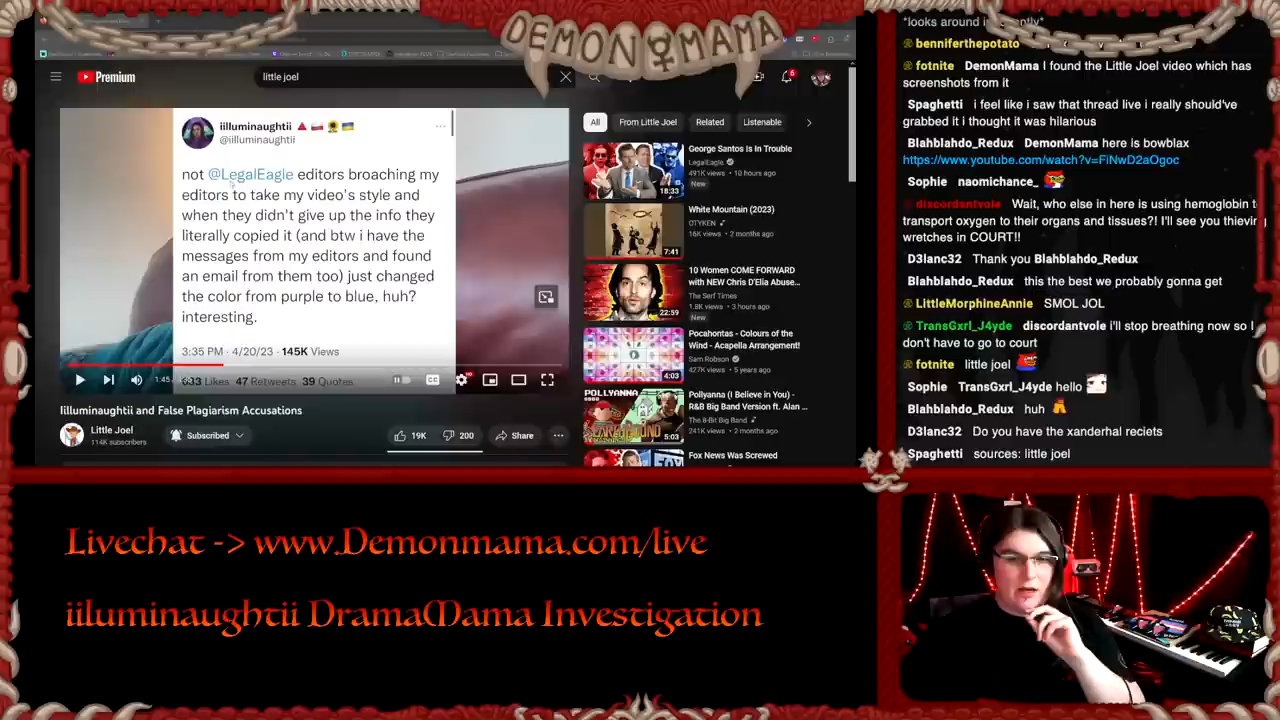 DEMON MAMA
Premium
little joel
6
iilluminaughtii
@iilluminaughtii
not @LegalEagle editors broaching my
editors to take my video's style and
when they didn't give up the info they
literally copied it (and btw i have the
messages from my editors and found
an email from them too) just changed
the color from purple to blue, huh?
interesting.
3:35 PM · 4/20/23 · 145K Views
Likes 47 Retweets 39 Quotes
1:45
Illuminaughtii and False Plagiarism Accusations
Little Joel
114K subscribers
Subscribed
19K
200
Share
All
From Little Joel
Related
Listenable
George Santos Is In Trouble
LegalEagle
491K views • 10 hours ago
New
18:33
White Mountain (2023)
OTYKEN
16K views • 2 months ago
7:41
10 Women COME FORWARD
with NEW Chris D'Elia Abuse...
The Serf Times
1.8K views • 3 hours ago
New
22:59
Pocahontas - Colours of the
Wind - Acapella Arrangement!
Sam Robson
427K views • 5 years ago
4:03
Pollyanna (I Believe in You) -
R&B Big Band Version ft. Alan ...
The 8-Bit Big Band
241K views • 2 months ago
POLLYANNA
5:03
Fox News Was Screwed
*looks around innocently*
benniferthepotato
fotnite DemonMama I found the Little Joel video which has
screenshots from it
Spaghetti i feel like i saw that thread live i really should've
grabbed it i thought it was hilarious
Blahblahdo_Redux DemonMama here is bowblax
https://www.youtube.com/watch?v=FiNwD2aOgoc
Sophie naomichance_
discordantvole Wait, who else in here is using hemoglobin to
transport oxygen to their organs and tissues?! I'll see you thieving
wretches in COURT!!
D3lanc32 Thank you Blahblahdo_Redux
Blahblahdo_Redux this the best we probably gonna get
LittleMorphineAnnie SMOL JOL
TransGxrl_J4yde discordantvole i'll stop breathing now so I
don't have to go to court
fotnite little joel
Sophie TransGxrl_J4yde hello
Blahblahdo_Redux huh
D3lanc32 Do you have the xanderhal reciets
Spaghetti sources: little joel
Livechat -> www.Demonmama.com/live
iiluminaughtii DramaMama Investigation